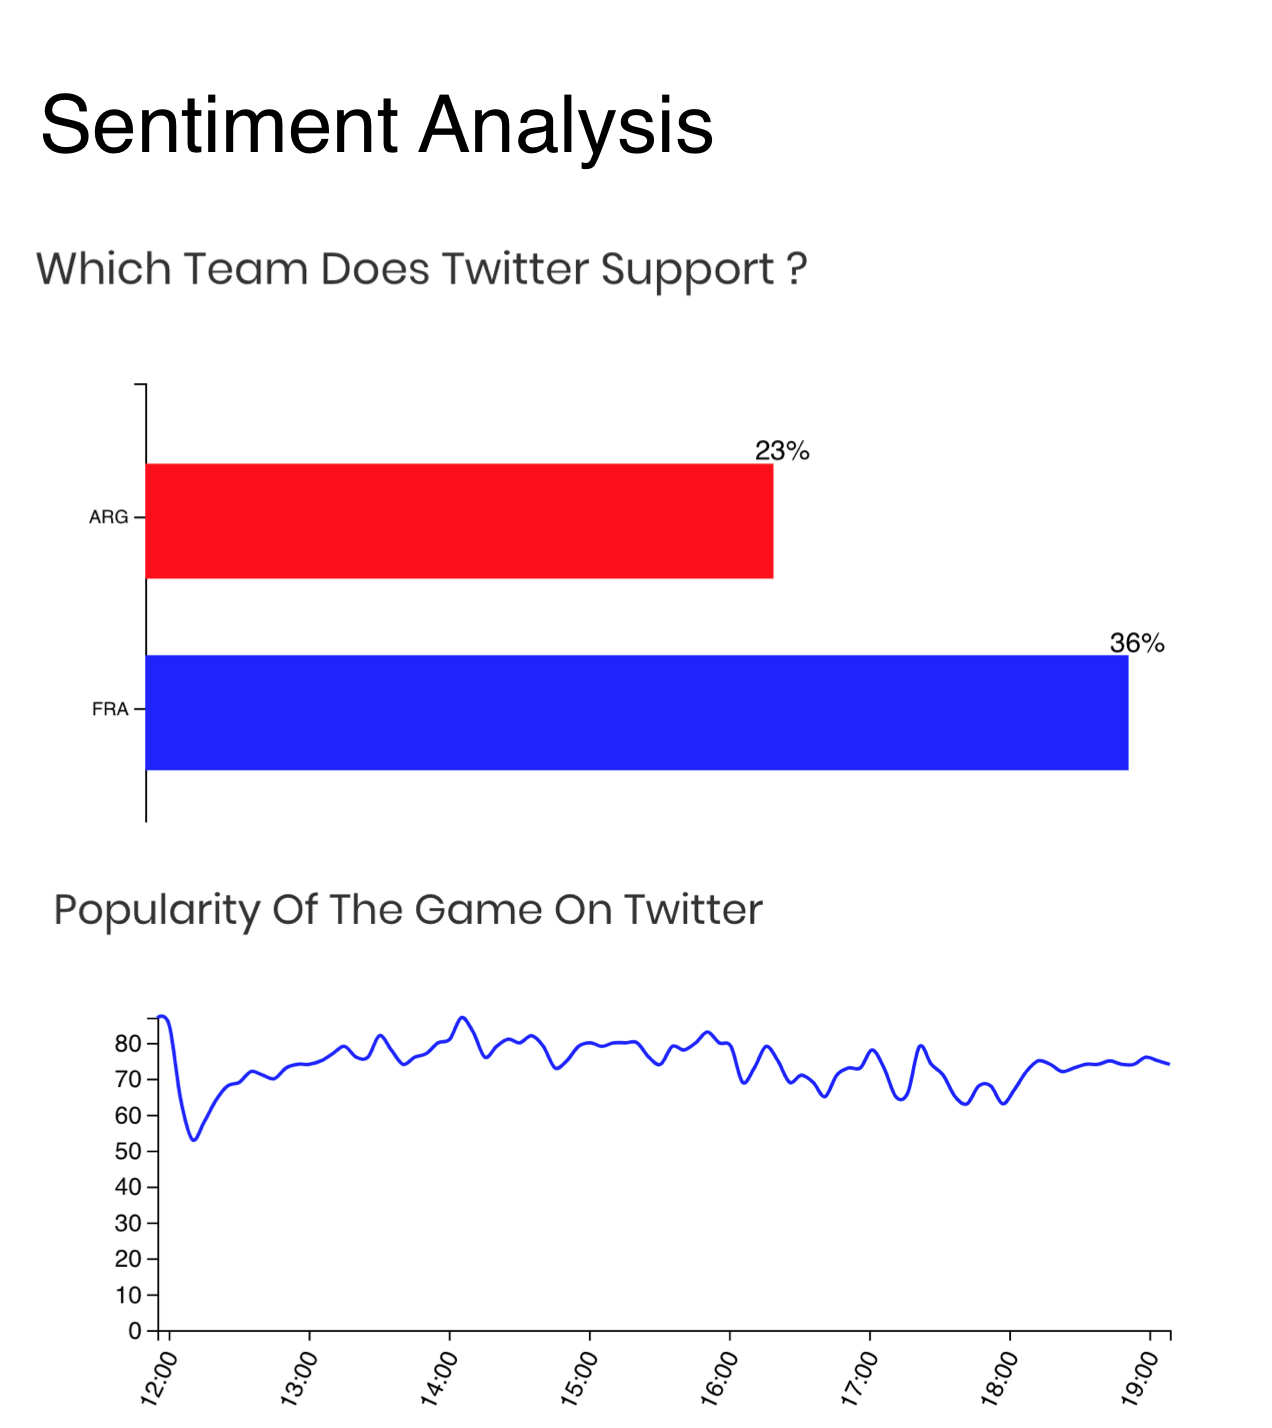 Sentiment Analysis
Which Team Does Twitter Support ?
23%
ARG
36%
FRA
Popularity Of The Game On Twitter
80
70
60
50
40
30
20
10
0
12:00 13:00 14:00 15:00 16:00 17:00 18:00 19:00